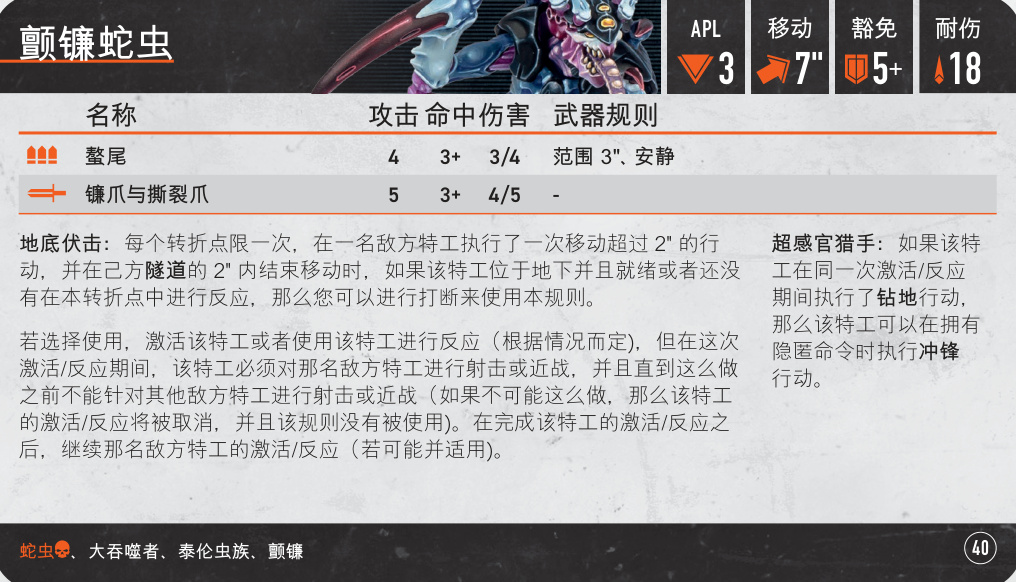 颤镰蛇虫
APL 移动 豁免 耐伤
3 7" 5+ 18
名称 攻击 命中 伤害 武器规则
螯尾 4 3+ 3/4 范围 3"、安静
镰爪与撕裂爪 5 3+ 4/5 -
地底伏击：每个转折点限一次，在一名敌方特工执行了一次移动超过 2" 的行
动，并在己方隧道的 2" 内结束移动时，如果该特工位于地下并且就绪或者还没
有在本转折点中进行反应，那么您可以进行打断来使用本规则。
若选择使用，激活该特工或者使用该特工进行反应（根据情况而定)，但在这次
激活/反应期间，该特工必须对那名敌方特工进行射击或近战，并且直到这么做
之前不能针对其他敌方特工进行射击或近战（如果不可能这么做，那么该特工
的激活/反应将被取消，并且该规则没有被使用)。在完成该特工的激活/反应之
后，继续那名敌方特工的激活/反应（若可能并适用)。
超感官猎手：如果该特
工在同一次激活/反应
期间执行了钻地行动，
那么该特工可以在拥有
隐匿命令时执行冲锋
行动。
蛇虫、大吞噬者、泰伦虫族、颤镰
40